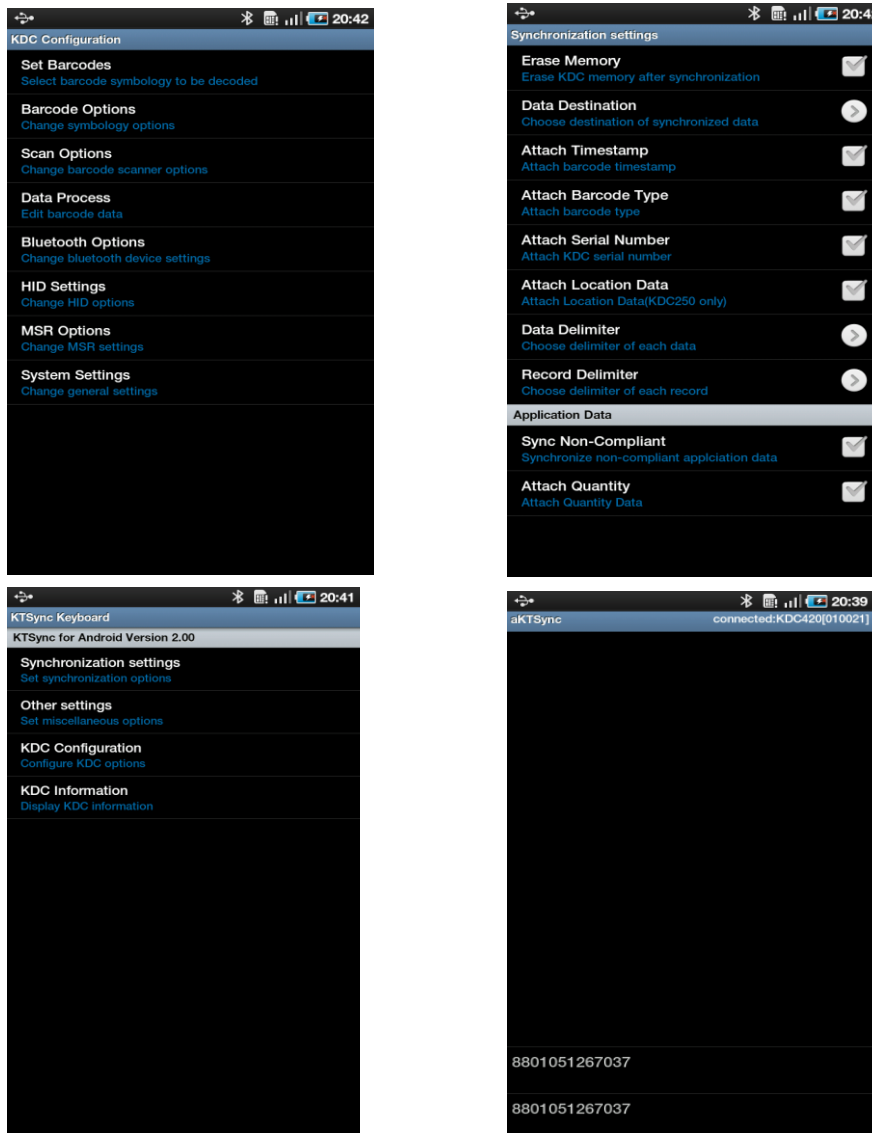 20:42
KDC Configuration
Set Barcodes
Select barcode symbology to be decoded
Barcode Options
Change symbology options
Scan Options
Change barcode scanner options
Data Process
Edit barcode data
Bluetooth Options
Change bluetooth device settings
HID Settings
Change HID options
MSR Options
Change MSR settings
System Settings
Change general settings
Synchronization settings
Erase Memory
Erase KDC memory after synchronization
Data Destination
Choose destination of synchronized data
Attach Timestamp
Attach barcode timestamp
Attach Barcode Type
Attach barcode type
Attach Serial Number
Attach KDC serial number
Attach Location Data
Attach Location Data(KDC250 only)
Data Delimiter
Choose delimiter of each data
Record Delimiter
Choose delimiter of each record
Application Data
Sync Non-Compliant
Synchronize non-compliant applciation data
Attach Quantity
Attach Quantity Data
20:41
KTSync Keyboard
KTSync for Android Version 2.00
Synchronization settings
Set synchronization options
Other settings
Set miscellaneous options
KDC Configuration
Configure KDC options
KDC Information
Display KDC information
20:39
aKTSync connected:KDC420[010021]
8801051267037
8801051267037